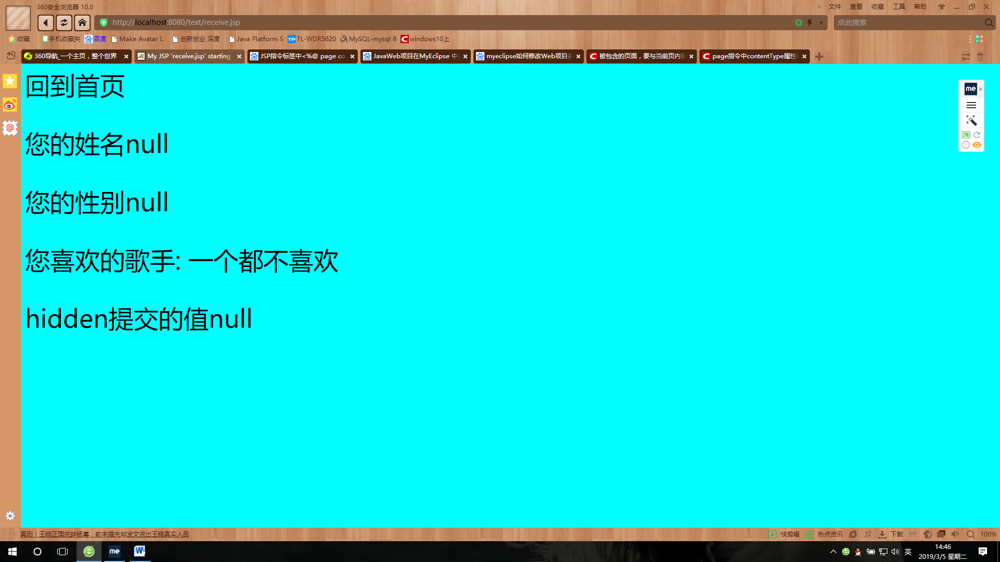 360安全浏览器 10.0
» 文件 查看 收藏 工具 帮助
http://localhost:8080/text/receive.jsp
点此搜索
收藏 手机收藏夹 百度 Make Avatar L 创新创业 深度 Java Platform S TP TL-WDR5620 MySQL-mysql 8 C windows10上
360导航_一个主页，整个世界
My JSP 'receive.jsp' starting
JSP指令标签中<%@ page co
JavaWeb项目在MyEclipse 中
myeclipse如何修改Web项目名
C 被包含的页面，要与当前页内容
C page指令中contentType属性
回到首页
me
您的姓名null
您的性别null
您喜欢的歌手: 一个都不喜欢
hidden提交的值null
真刚！王鸥正面挑衅杨幂，前未婚夫却发文说出王鸥真实人品
快剪辑 热点资讯 下载 100%
me W 英 14:46
2019/3/5 星期二